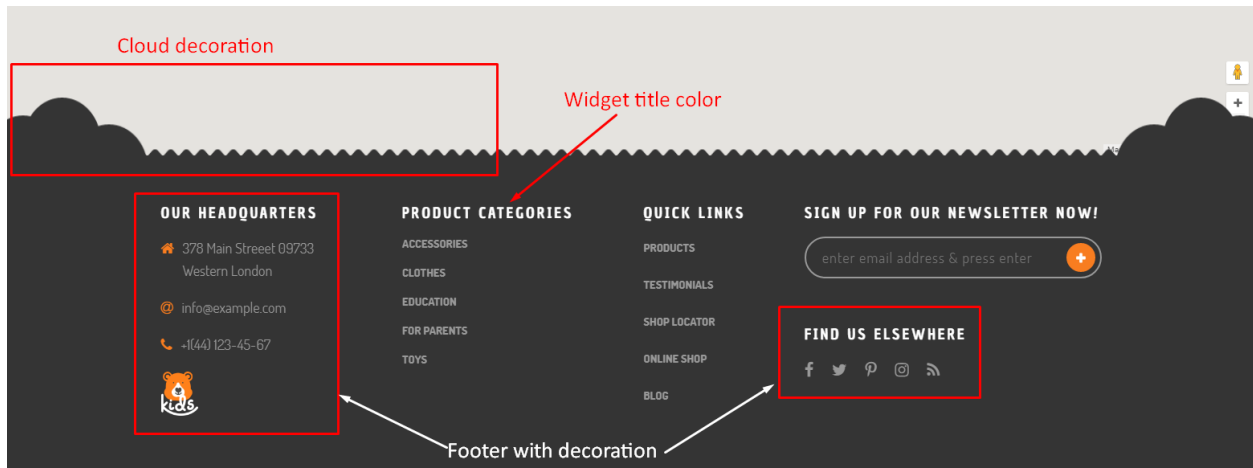 Cloud decoration
Widget title color
OUR HEADQUARTERS
378 Main Streeet 09733
Western London
@ info@example.com
+1(44) 123-45-67
kids
PRODUCT CATEGORIES
ACCESSORIES
CLOTHES
EDUCATION
FOR PARENTS
TOYS
QUICK LINKS
PRODUCTS
TESTIMONIALS
SHOP LOCATOR
ONLINE SHOP
BLOG
SIGN UP FOR OUR NEWSLETTER NOW!
enter email address & press enter
FIND US ELSEWHERE
Footer with decoration